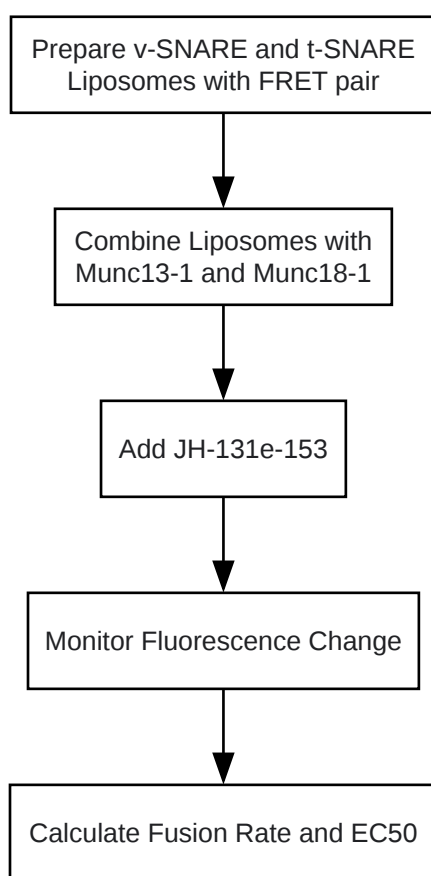 Prepare v-SNARE and t-SNARE
Liposomes with FRET pair
Combine Liposomes with
Munc13-1 and Munc18-1
Add JH-131e-153
Monitor Fluorescence Change
Calculate Fusion Rate and EC50